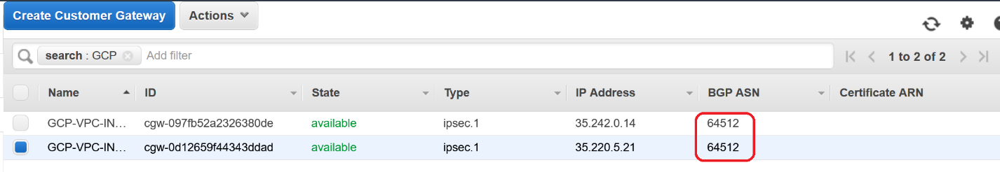 Create Customer Gateway Actions
search : GCP Add filter 1 to 2 of 2
Name ID State Type IP Address BGP ASN Certificate ARN
GCP-VPC-IN... cgw-097fb52a2326380de available ipsec.1 35.242.0.14 64512
GCP-VPC-IN... cgw-0d12659f44343ddad available ipsec.1 35.220.5.21 64512